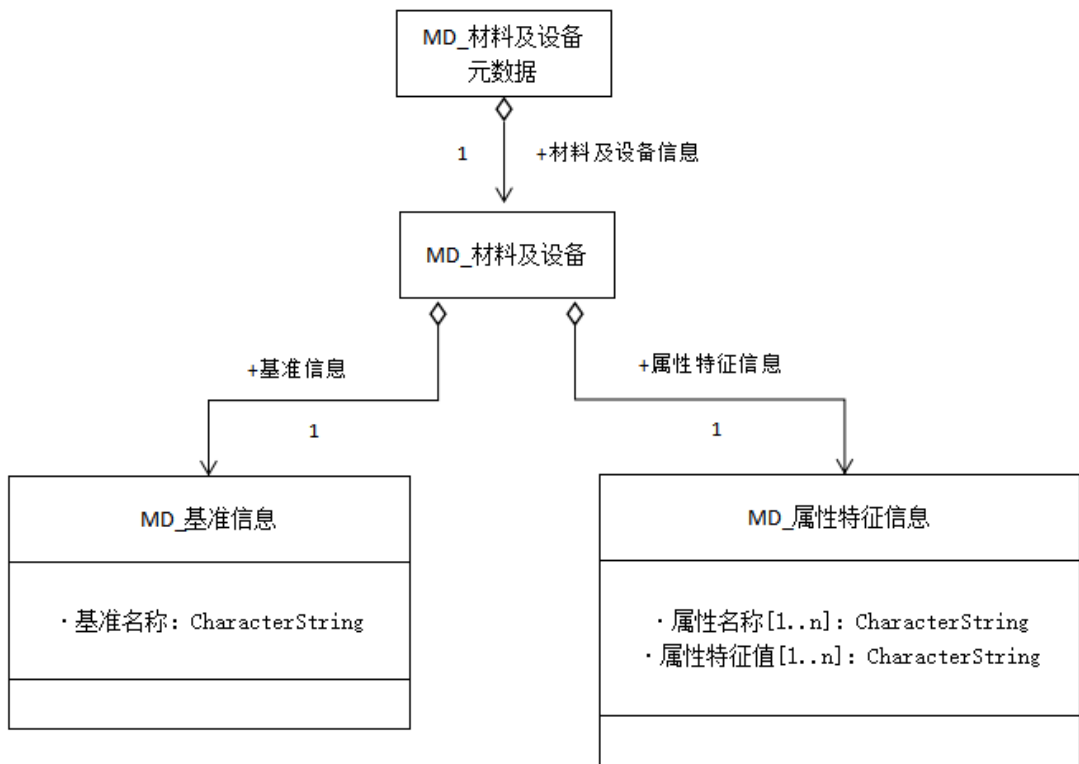 MD_材料及设备
元数据
1
+材料及设备信息
MD_材料及设备
+基准信息
+属性特征信息
1
1
MD_基准信息
MD_属性特征信息
·基准名称: CharacterString
·属性名称[1..n]: CharacterString
·属性特征值[1..n]: CharacterString